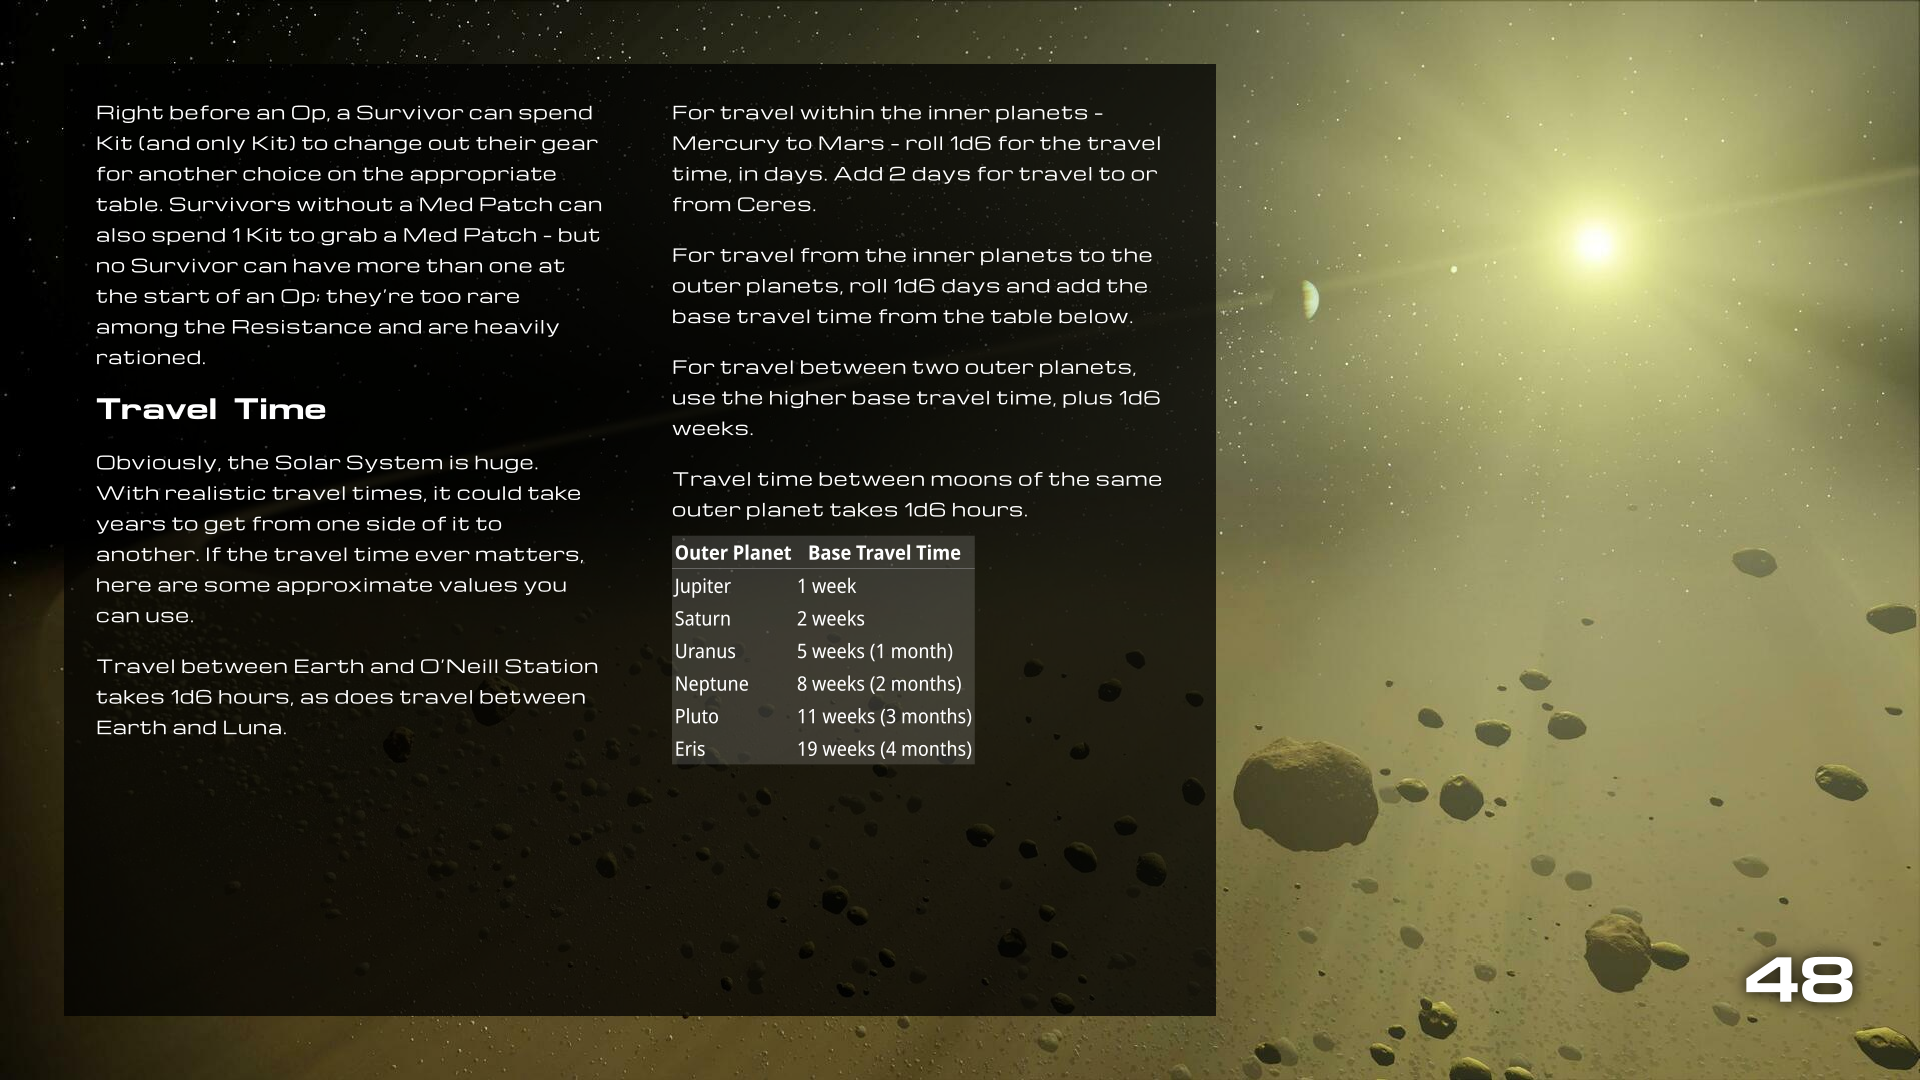 Right before an Op, a Survivor can spend
Kit (and only Kit) to change out their gear
for another choice on the appropriate
table. Survivors without a Med Patch can
also spend 1 Kit to grab a Med Patch - but
no Survivor can have more than one at
the start of an Op; they're too rare
among the Resistance and are heavily
rationed.
Travel Time
Obviously, the Solar System is huge.
With realistic travel times, it could take
years to get from one side of it to
another. If the travel time ever matters,
here are some approximate values you
can use.
Travel between Earth and O'Neill Station
takes 1d6 hours, as does travel between
Earth and Luna.
For travel within the inner planets -
Mercury to Mars - roll 1d6 for the travel
time, in days. Add 2 days for travel to or
from Ceres.
For travel from the inner planets to the
outer planets, roll 1d6 days and add the
base travel time from the table below.
For travel between two outer planets,
use the higher base travel time, plus 1d6
weeks.
Travel time between moons of the same
outer planet takes 1d6 hours.
Outer Planet Base Travel Time
Jupiter 1 week
Saturn 2 weeks
Uranus 5 weeks (1 month)
Neptune 8 weeks (2 months)
Pluto 11 weeks (3 months)
Eris 19 weeks (4 months)
48